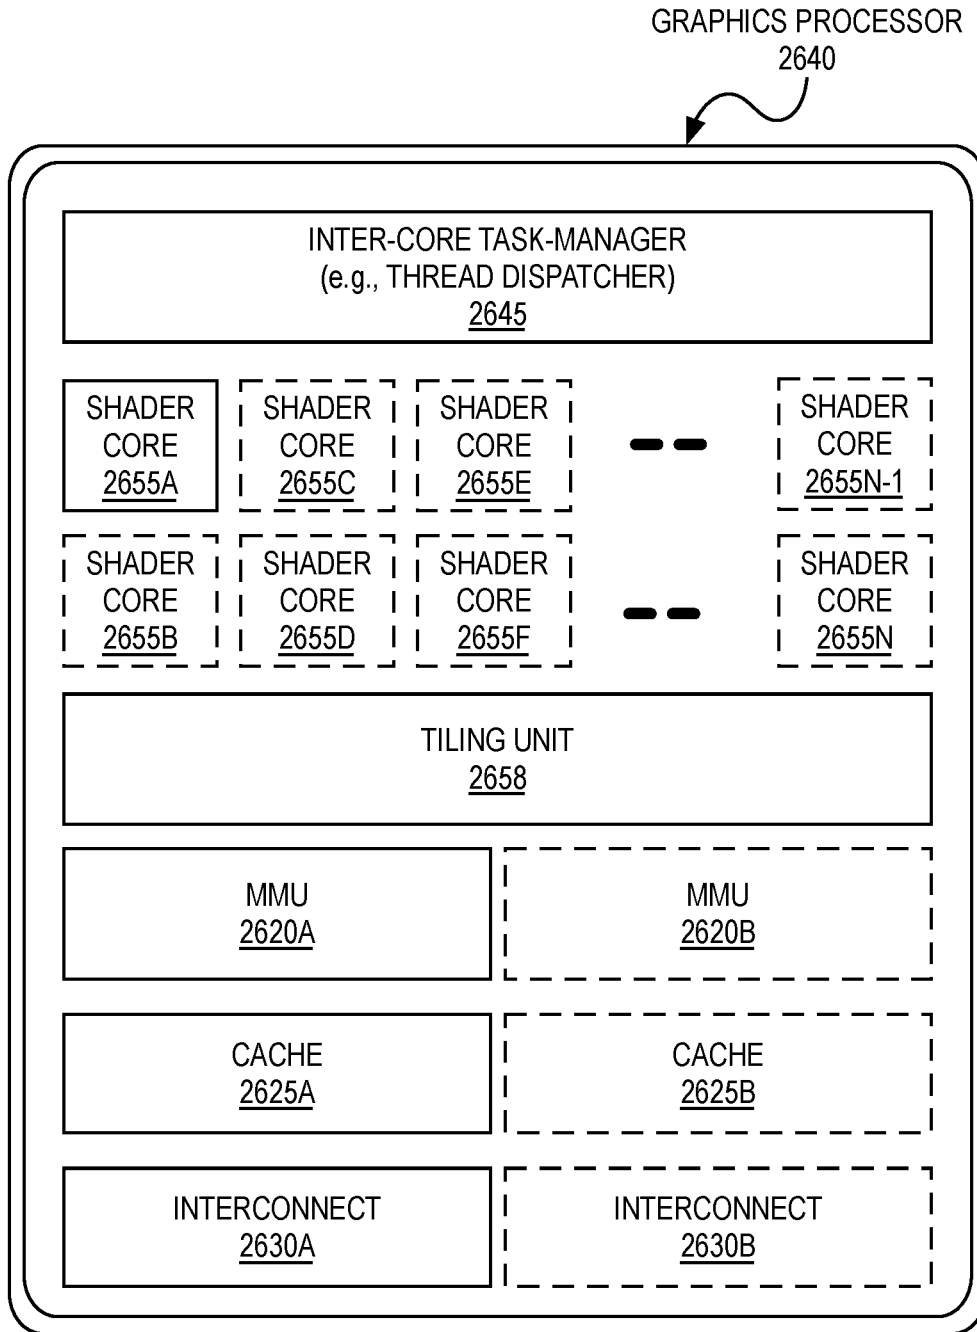 GRAPHICS PROCESSOR
2640
INTER-CORE TASK-MANAGER
(e.g., THREAD DISPATCHER)
2645
SHADER
CORE
2655A
SHADER
CORE
2655C
SHADER
CORE
2655E
SHADER
CORE
2655N-1
SHADER
CORE
2655B
SHADER
CORE
2655D
SHADER
CORE
2655F
SHADER
CORE
2655N
TILING UNIT
2658
MMU
2620A
MMU
2620B
CACHE
2625A
CACHE
2625B
INTERCONNECT
2630A
INTERCONNECT
2630B